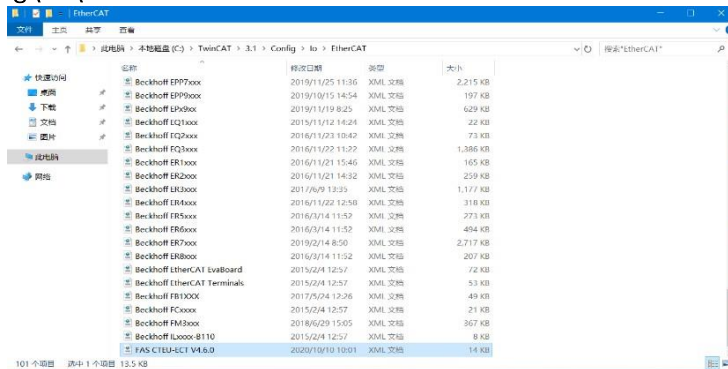 EtherCAT
文件 主页 共享 查看
此电脑 > 本地磁盘 (C:) > TwinCAT > 3.1 > Config > Io > EtherCAT
搜索"EtherCAT"
名称 修改日期 类型 大小
快速访问
桌面
下载
文档
图片
此电脑
网络
Beckhoff EPP7xxx 2019/11/25 11:36 XML 文档 2,215 KB
Beckhoff EPP9xxx 2019/10/15 14:54 XML 文档 197 KB
Beckhoff EPx9xx 2019/11/19 8:25 XML 文档 629 KB
Beckhoff EQ1xxx 2015/11/12 14:24 XML 文档 22 KB
Beckhoff EQ2xxx 2016/11/23 10:42 XML 文档 73 KB
Beckhoff EQ3xxx 2016/11/22 11:22 XML 文档 1,386 KB
Beckhoff ER1xxx 2016/11/21 15:46 XML 文档 165 KB
Beckhoff ER2xxx 2016/11/21 14:32 XML 文档 259 KB
Beckhoff ER3xxx 2017/6/9 13:35 XML 文档 1,177 KB
Beckhoff ER4xxx 2016/11/22 12:50 XML 文档 318 KB
Beckhoff ER5xxx 2016/3/14 11:52 XML 文档 273 KB
Beckhoff ER6xxx 2016/3/14 11:52 XML 文档 494 KB
Beckhoff ER7xxx 2019/2/14 8:50 XML 文档 2,717 KB
Beckhoff ER8xxx 2016/3/14 11:52 XML 文档 207 KB
Beckhoff EtherCAT EvaBoard 2015/2/4 12:57 XML 文档 72 KB
Beckhoff EtherCAT Terminals 2015/2/4 12:57 XML 文档 53 KB
Beckhoff FB1XXX 2017/5/24 12:26 XML 文档 49 KB
Beckhoff FCxxxx 2015/2/4 12:57 XML 文档 21 KB
Beckhoff FM3xxx 2018/6/29 15:05 XML 文档 367 KB
Beckhoff ILxxxx-B110 2015/2/4 12:57 XML 文档 8 KB
FAS CTEU-ECT V4.6.0 2020/10/10 10:01 XML 文档 14 KB
101 个项目 选中 1 个项目 13.5 KB